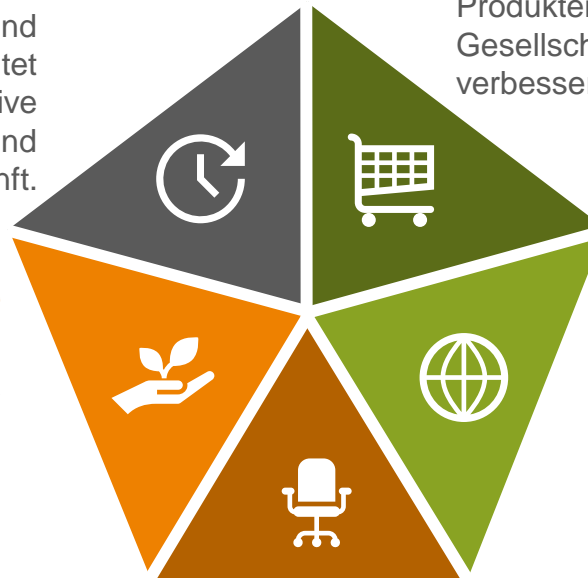 nd
tet
ive
nd
nft.
Produkten
Gesellsch
verbesse